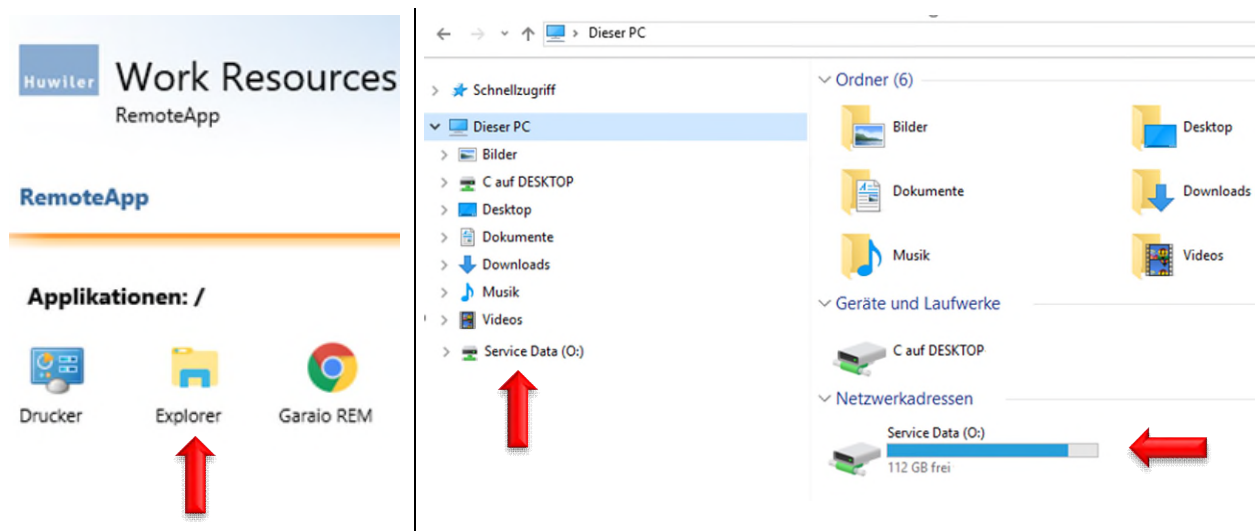 Huwiler
Work Resources
RemoteApp
RemoteApp
Applikationen: /
Drucker
Explorer
Garaio REM
Dieser PC
Schnellzugriff
Dieser PC
Bilder
C auf DESKTOP
Desktop
Dokumente
Downloads
Musik
Videos
Service Data (O:)
Ordner (6)
Bilder
Desktop
Dokumente
Downloads
Musik
Videos
Geräte und Laufwerke
C auf DESKTOP
Netzwerkadressen
Service Data (O:)
112 GB frei